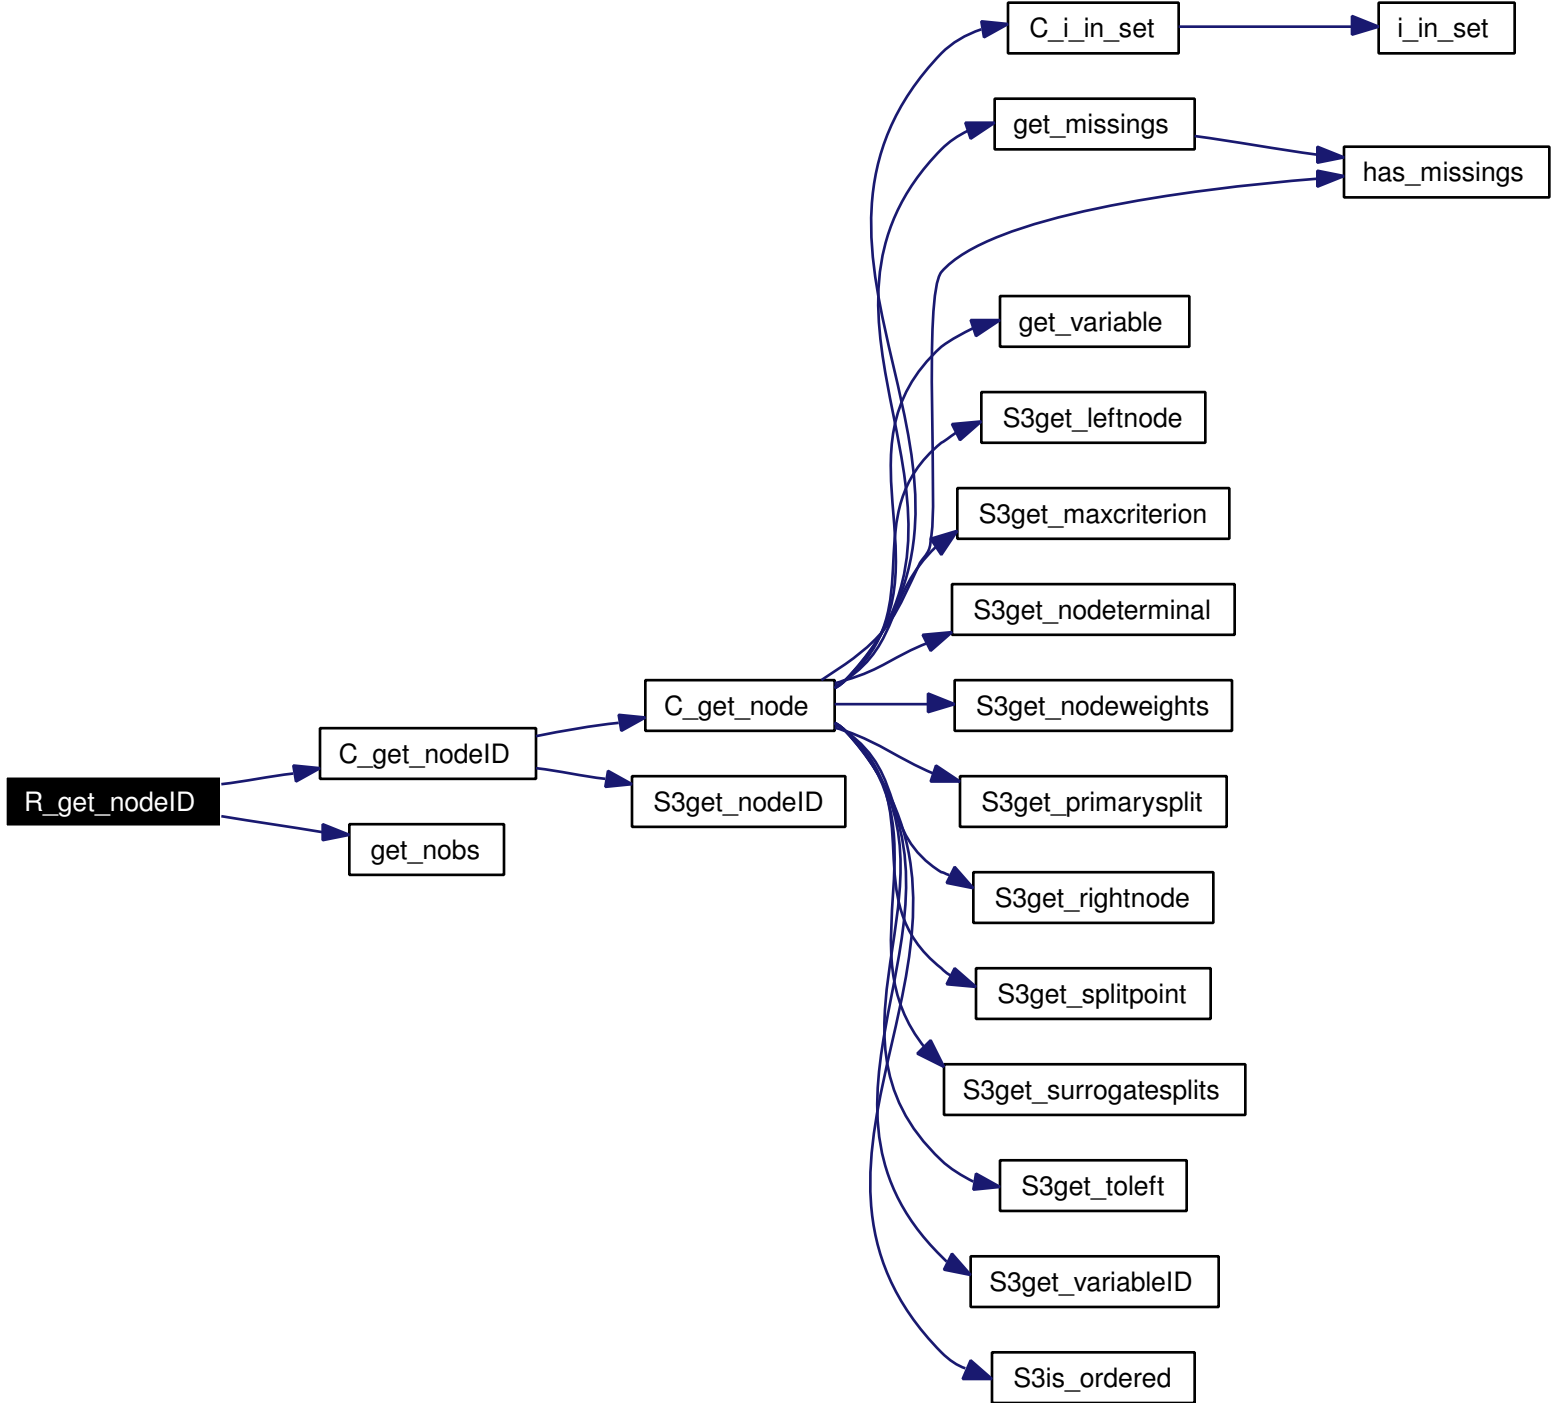 C_i_in_set
i_in_set
get_missings
has_missings
get_variable
S3get_leftnode
S3get_maxcriterion
S3get_nodeterminal
C_get_node
S3get_nodeweights
C_get_nodeID
R_get_nodeID
S3get_nodeID
S3get_primarysplit
get_nobs
S3get_rightnode
S3get_splitpoint
S3get_surrogatesplits
S3get_toleft
S3get_variableID
S3is_ordered